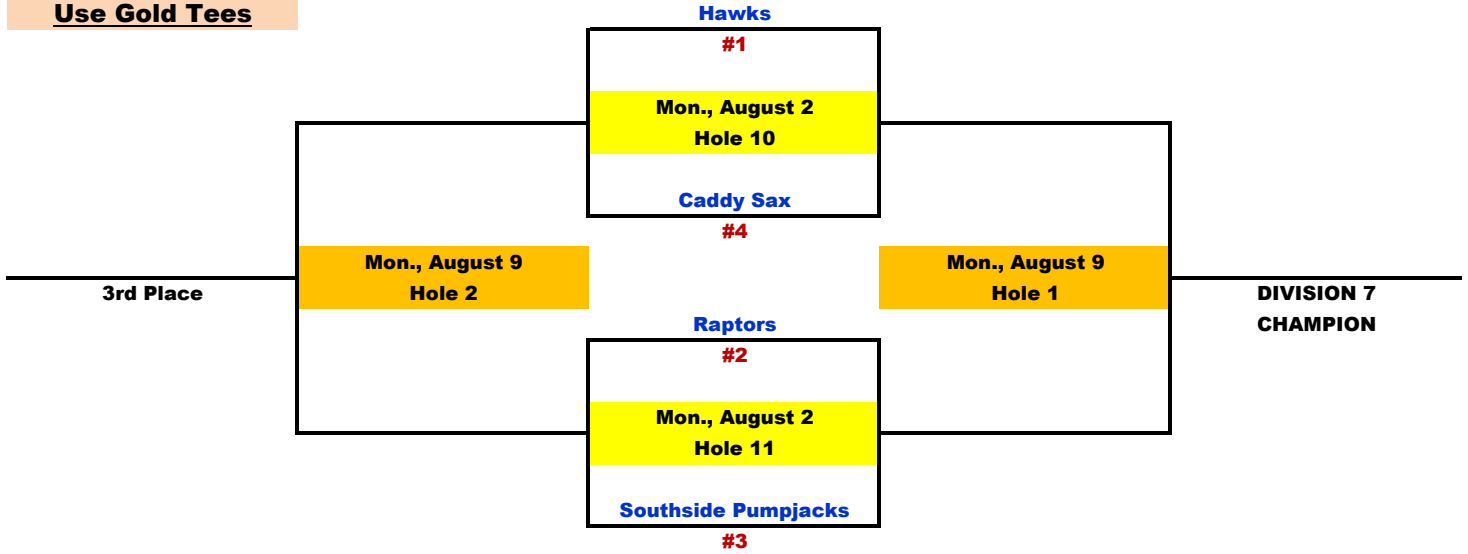 Use Gold Tees
Hawks
#1
Mon., August 2
Hole 10
Caddy Sax
#4
Mon., August 9
Hole 2
3rd Place
Mon., August 9
Hole 1
DIVISION 7
CHAMPION
Raptors
#2
Mon., August 2
Hole 11
Southside Pumpjacks
#3